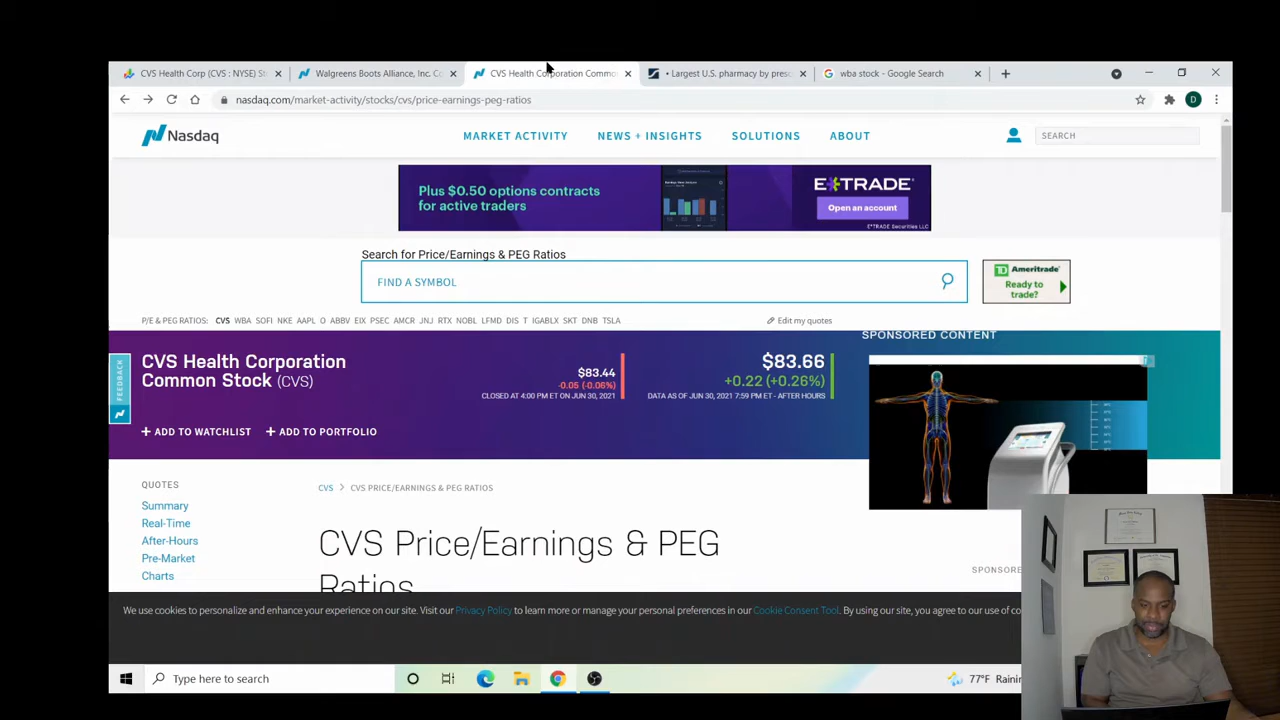 CVS Health Corp (CVS : NYSE) St
Walgreens Boots Alliance, Inc. Co
CVS Health Corporation Commo
• Largest U.S. pharmacy by presc
wba stock - Google Search
nasdaq.com/market-activity/stocks/cvs/price-earnings-peg-ratios
D
Nasdaq
MARKET ACTIVITY
NEWS + INSIGHTS
SOLUTIONS
ABOUT
SEARCH
Plus $0.50 options contracts
for active traders
E*TRADE
Open an account
E*TRADE Securities LLC
Search for Price/Earnings & PEG Ratios
FIND A SYMBOL
Ameritrade
Ready to
trade?
P/E & PEG RATIOS: CVS WBA SOFI NKE AAPL O ABBV EIX PSEC AMCR JNJ RTX NOBL LFMD DIS T IGABLX SKT DNB TSLA
Edit my quotes
SPONSORED CONTENT
FEEDBACK
CVS Health Corporation
Common Stock (CVS)
$83.44
-0.05 (-0.06%)
CLOSED AT 4:00 PM ET ON JUN 30, 2021
$83.66
+0.22 (+0.26%)
DATA AS OF JUN 30, 2021 7:59 PM ET - AFTER HOURS
+ ADD TO WATCHLIST
+ ADD TO PORTFOLIO
QUOTES
Summary
Real-Time
After-Hours
Pre-Market
Charts
CVS > CVS PRICE/EARNINGS & PEG RATIOS
CVS Price/Earnings & PEG
Ratios
SPONSORED
We use cookies to personalize and enhance your experience on our site. Visit our Privacy Policy to learn more or manage your personal preferences in our Cookie Consent Tool. By using our site, you agree to our use of co
Type here to search
77°F Rainin